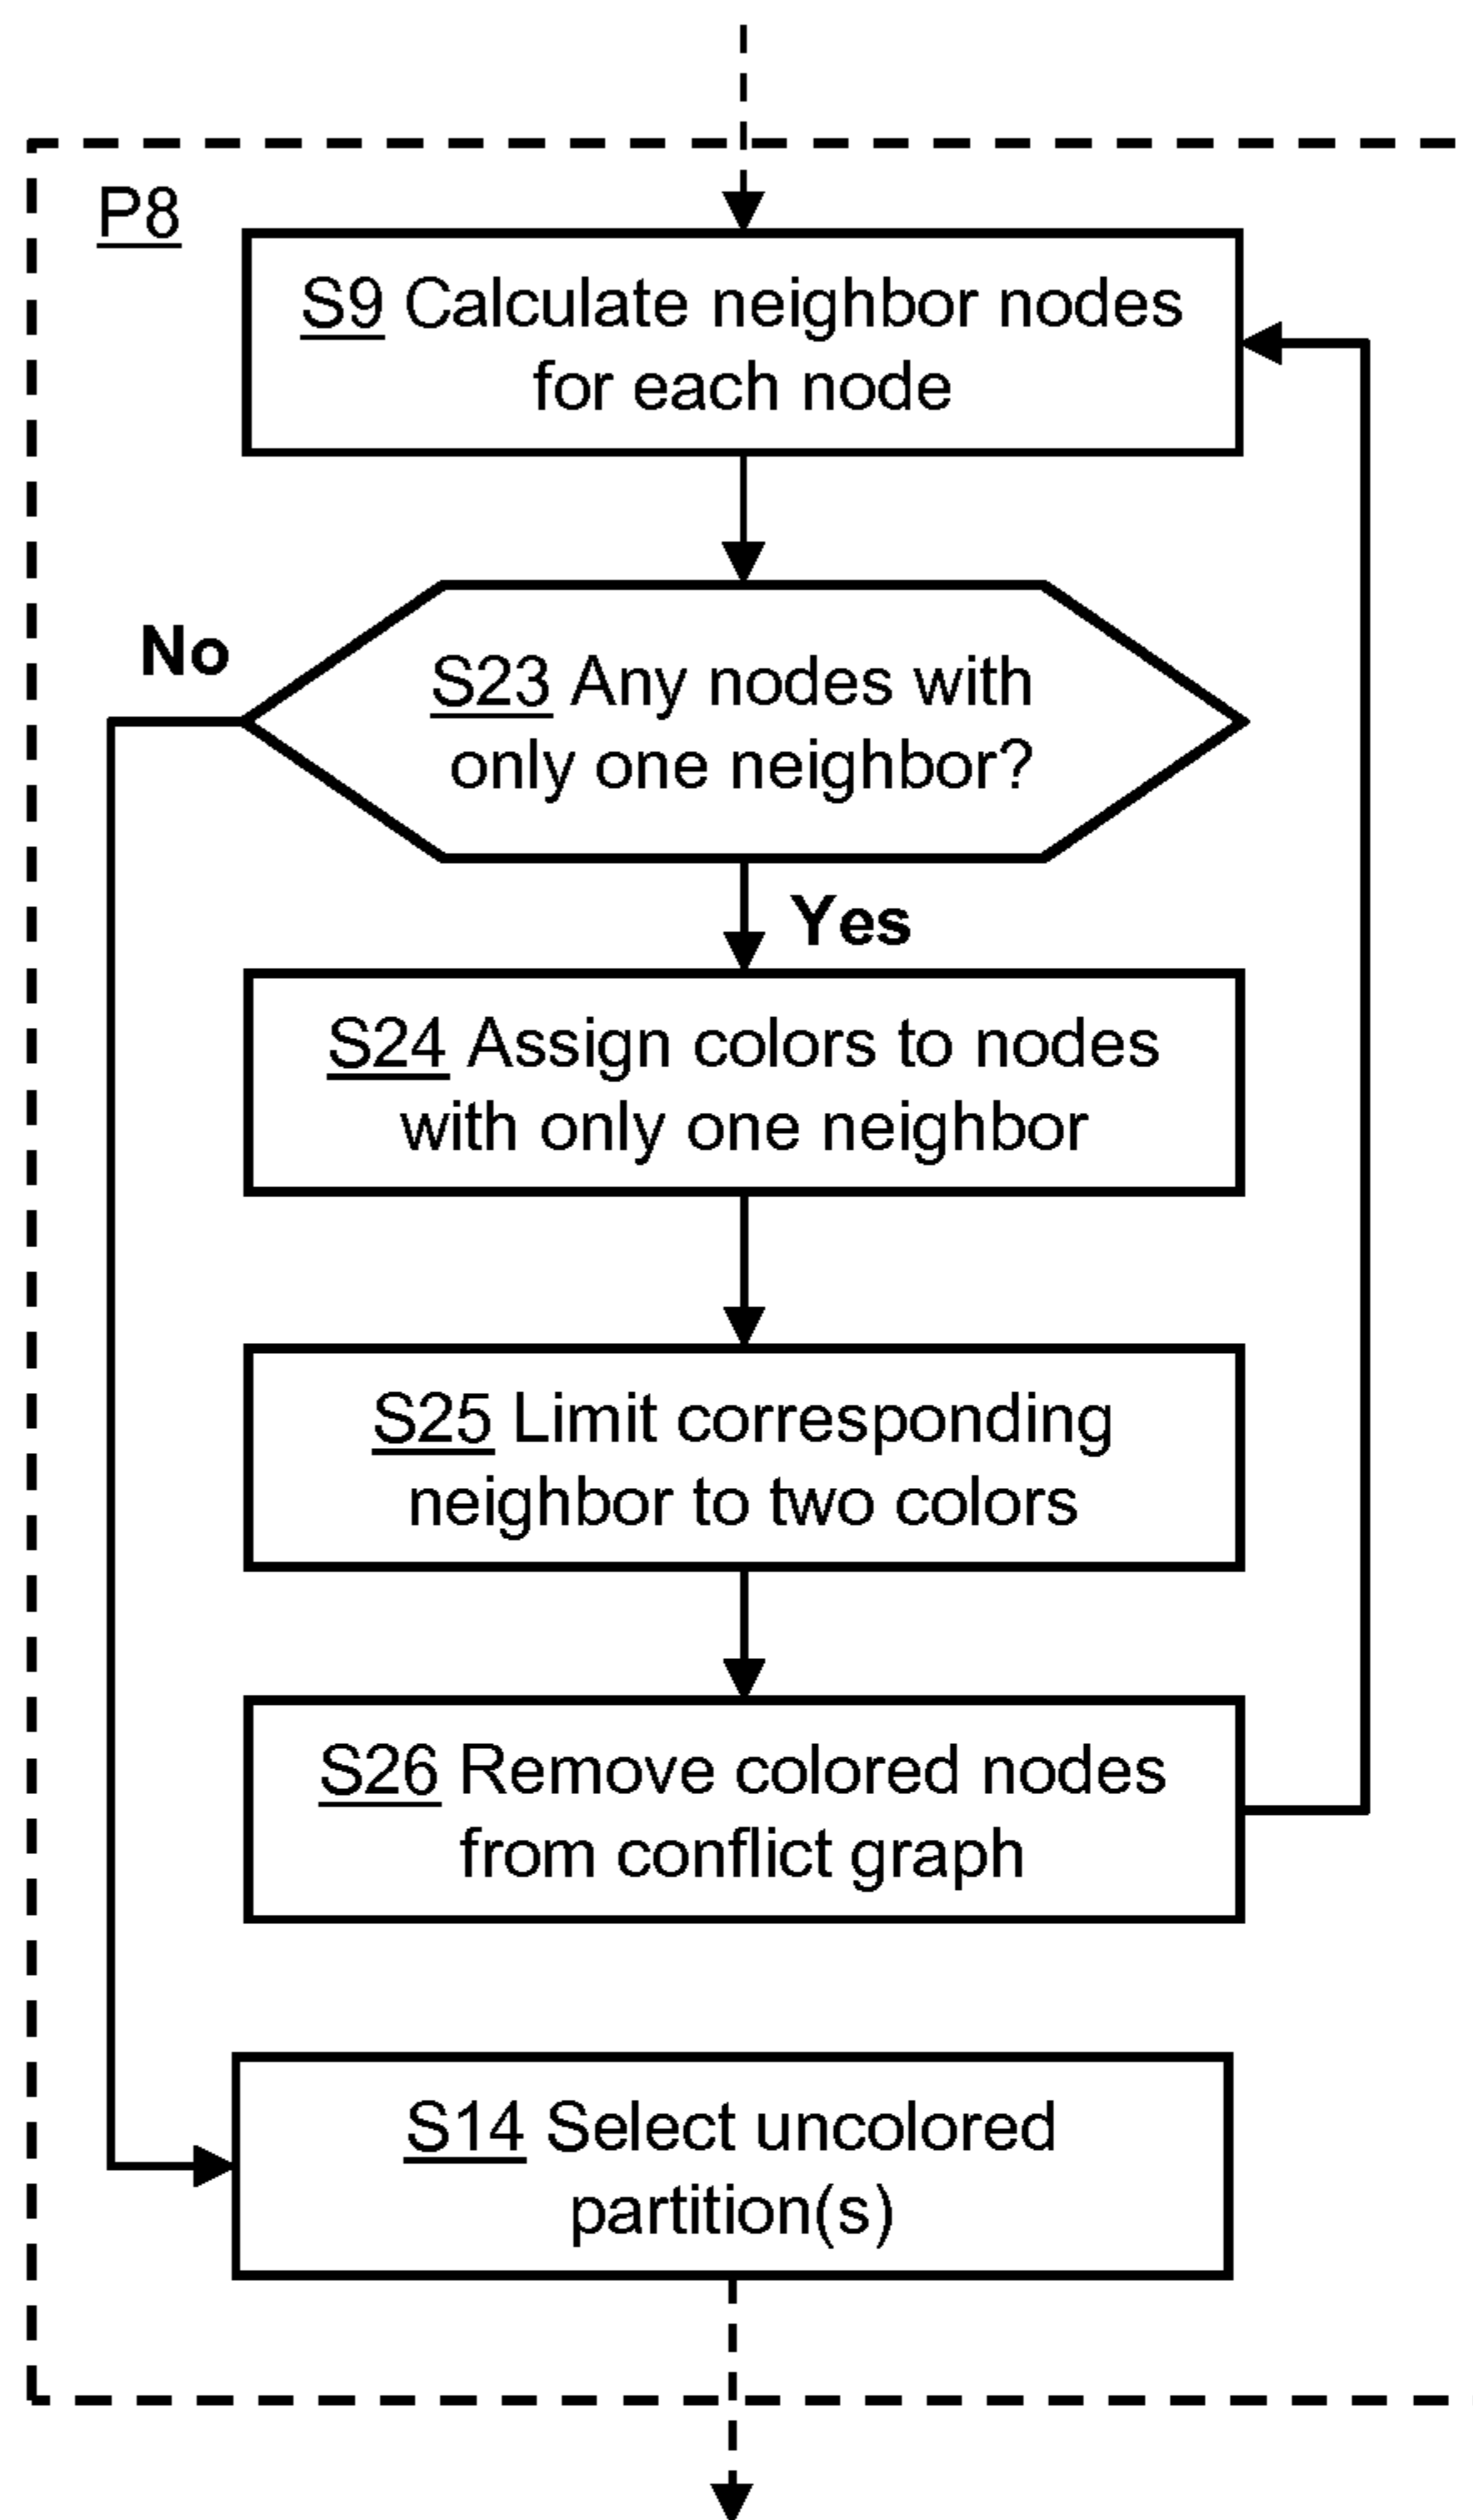 P8
S9 Calculate neighbor nodes
for each node
No
S23 Any nodes with
only one neighbor?
Yes
S24 Assign colors to nodes
with only one neighbor
S25 Limit corresponding
neighbor to two colors
S26 Remove colored nodes
from conflict graph
S14 Select uncolored
partition(s)